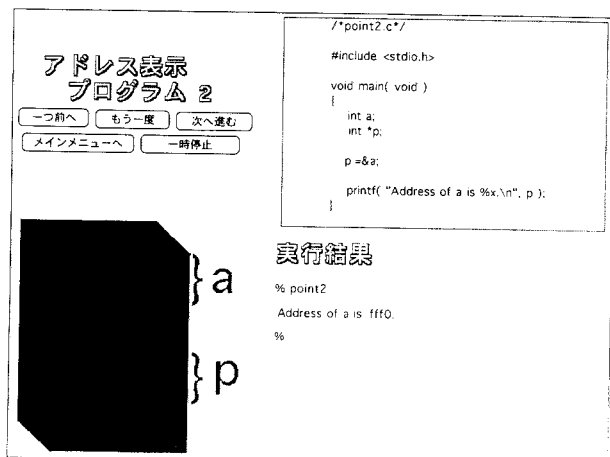 アドレス表示
プログラム 2
一つ前へ もう一度 次へ進む
メインメニューへ 一時停止
/*point2.c*/
#include <stdio.h>
void main( void )
{
int a;
int *p;
p =&a;
printf( "Address of a is %x.\n", p );
}
} a
} p
実行結果
% point2
Address of a is fff0.
%